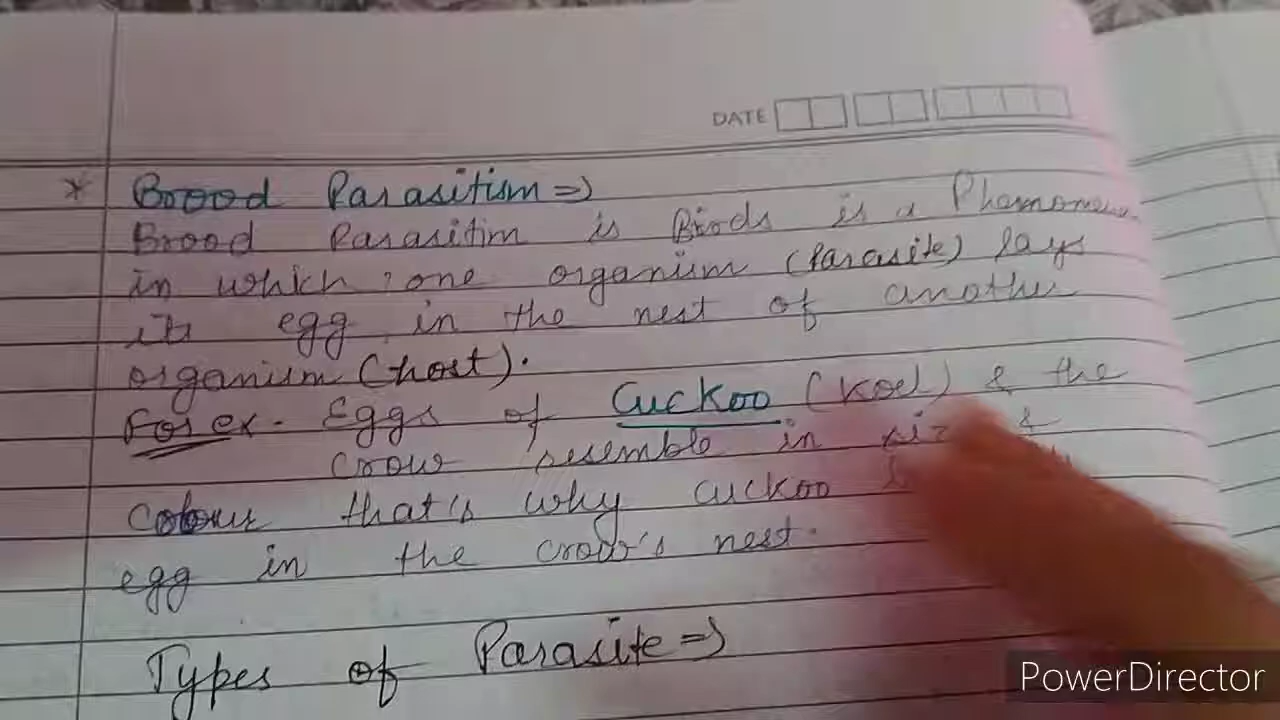 DATE
* Brood Parasitism =>
Brood Parasitim is Birds is a Phamonen
in which : one organism (Parasite) lays
its egg in the nest of another
organism (host).
For ex - Eggs of Cuckoo (Koel) & the
crow resemble in &
Colour that's why cuckoo
egg in the crow's nest.
Types of Parasite =>
PowerDirector